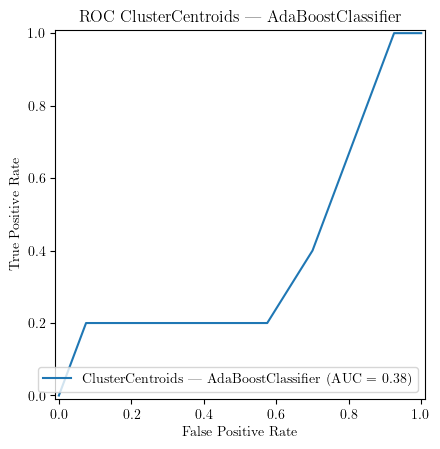 ROC ClusterCentroids — AdaBoostClassifier
1.0
0.8
0.6
0.4
0.2
0.0
True Positive Rate
ClusterCentroids — AdaBoostClassifier (AUC = 0.38)
0.0 0.2 0.4 0.6 0.8 1.0
False Positive Rate